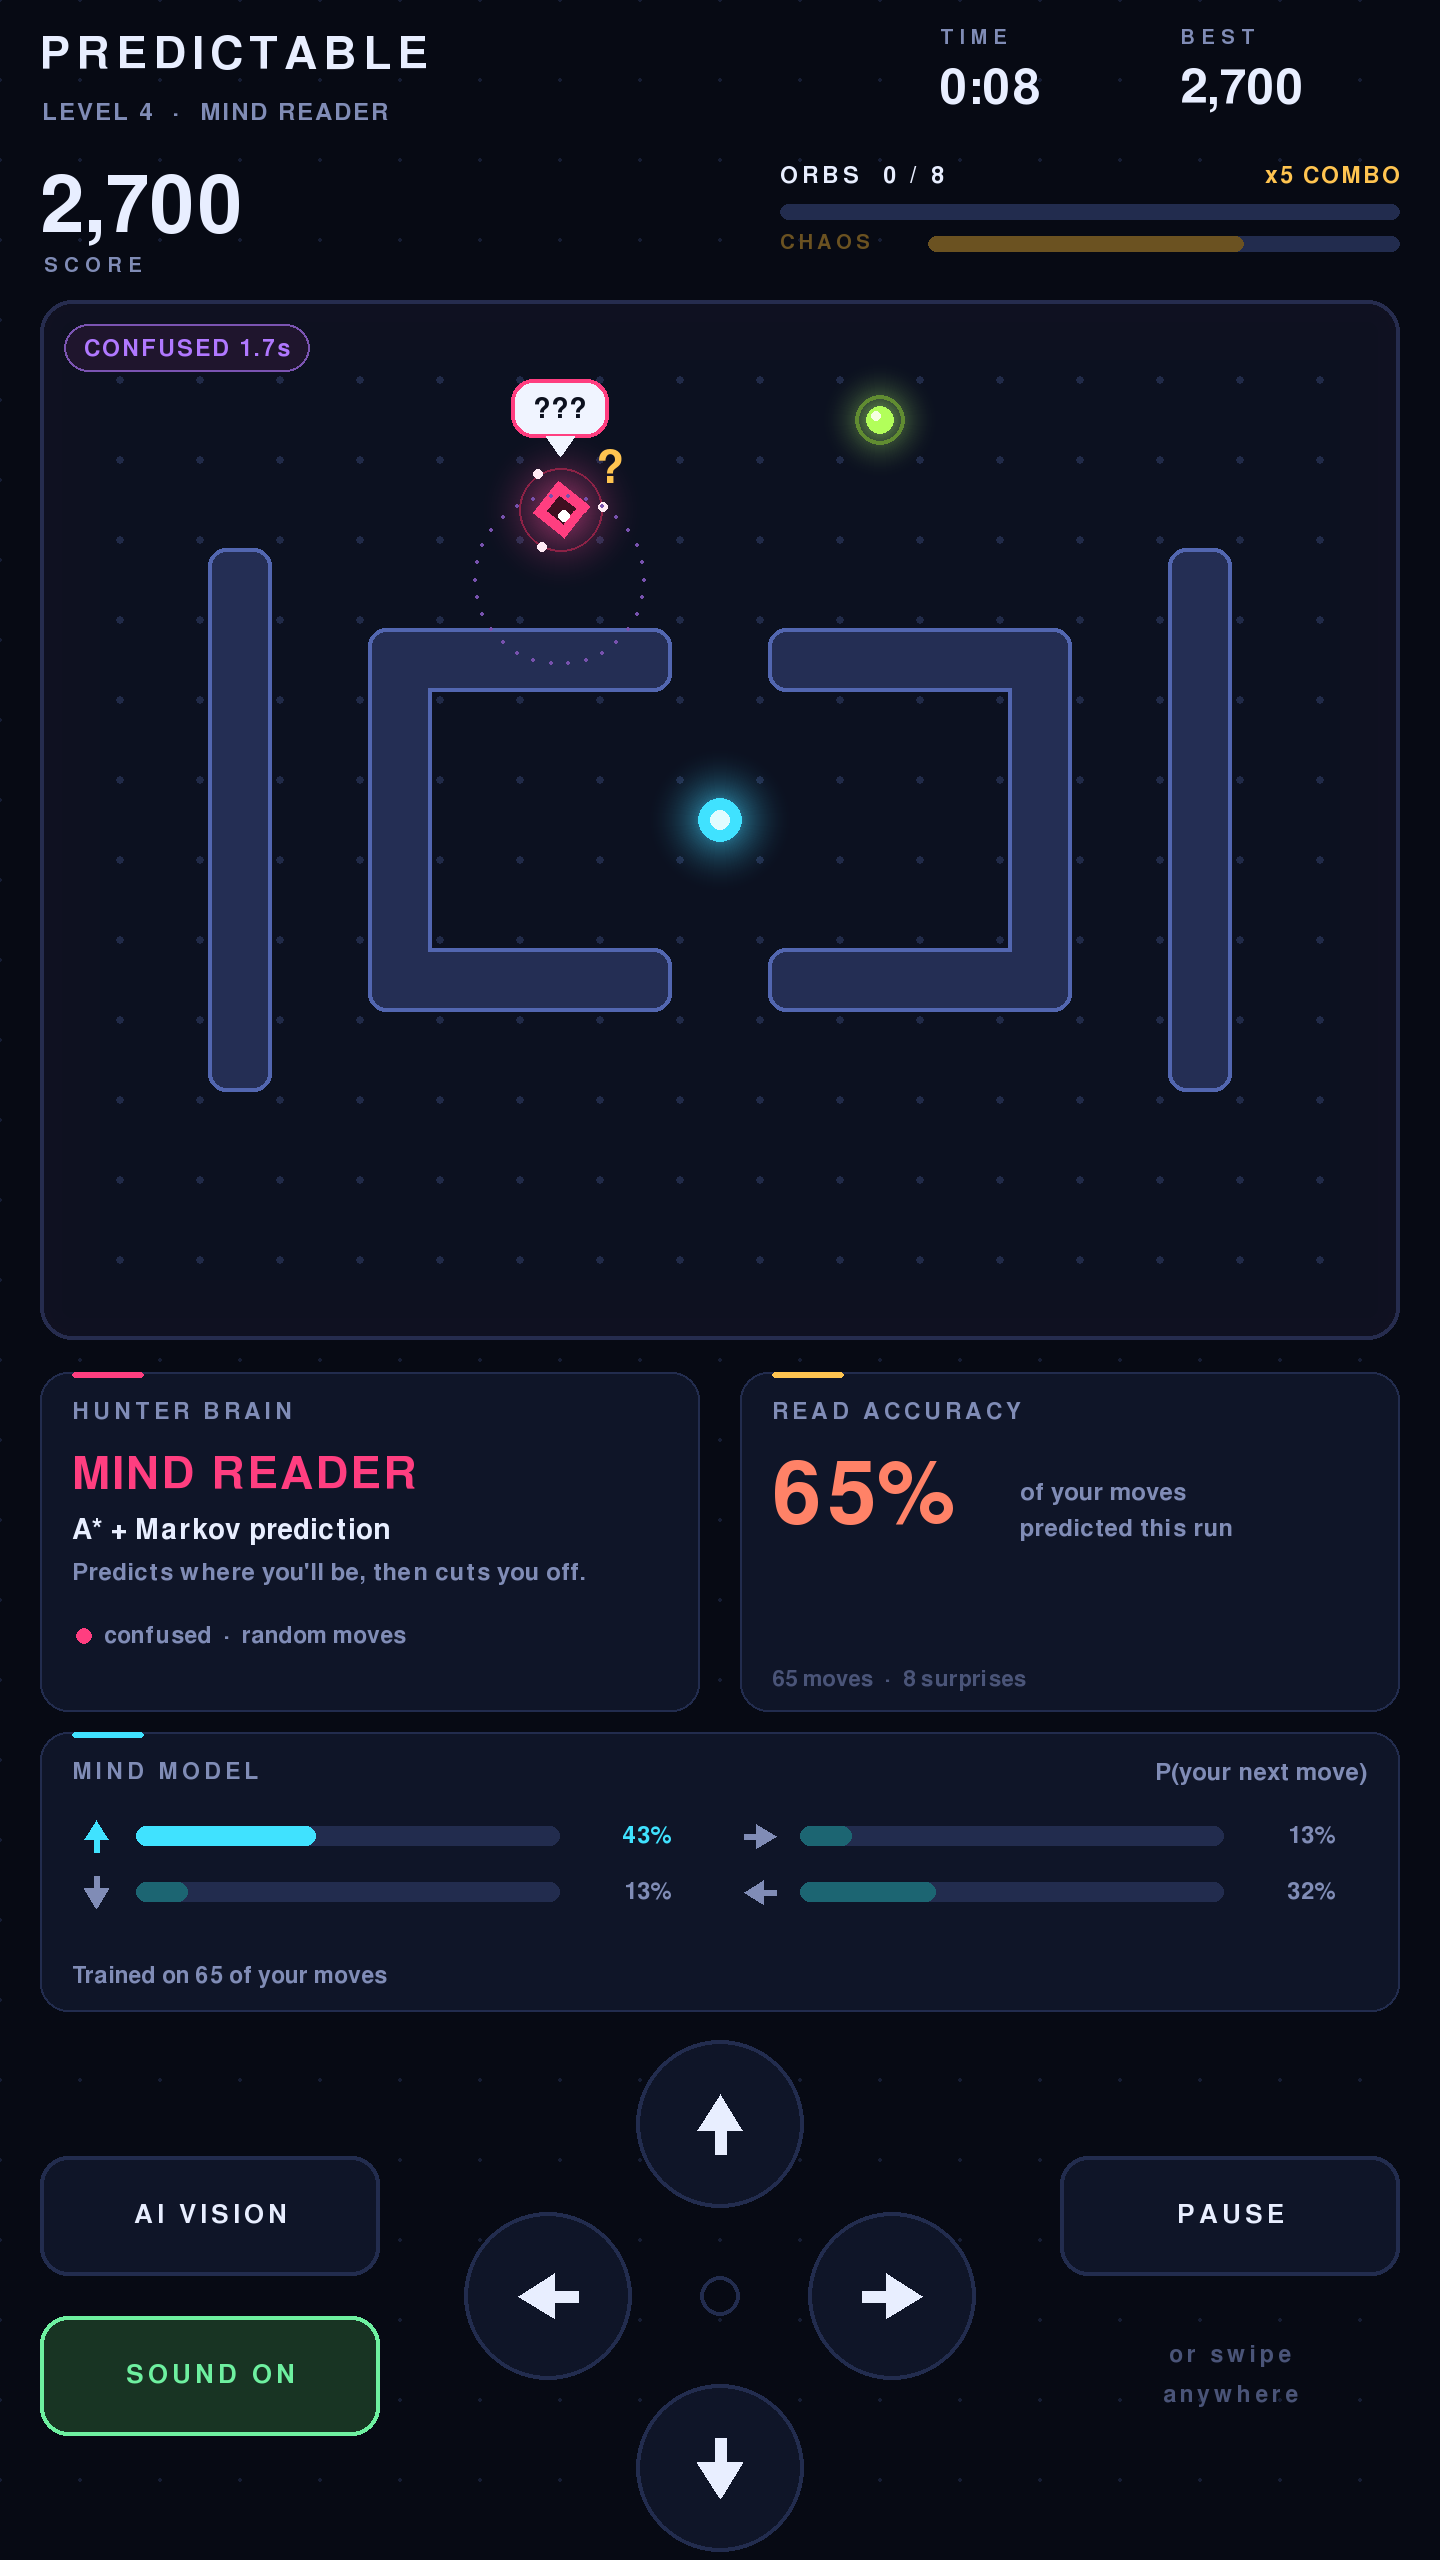 PREDICTABLE
LEVEL 4 · MIND READER
TIME
0:08
BEST
2,700
2,700
SCORE
ORBS 0 / 8
x5 COMBO
CHAOS
CONFUSED 1.7s
???
?
HUNTER BRAIN
MIND READER
A* + Markov prediction
Predicts where you'll be, then cuts you off.
confused · random moves
READ ACCURACY
65%
of your moves
predicted this run
65 moves · 8 surprises
MIND MODEL
P(your next move)
43%
13%
13%
32%
Trained on 65 of your moves
AI VISION
PAUSE
SOUND ON
or swipe
anywhere